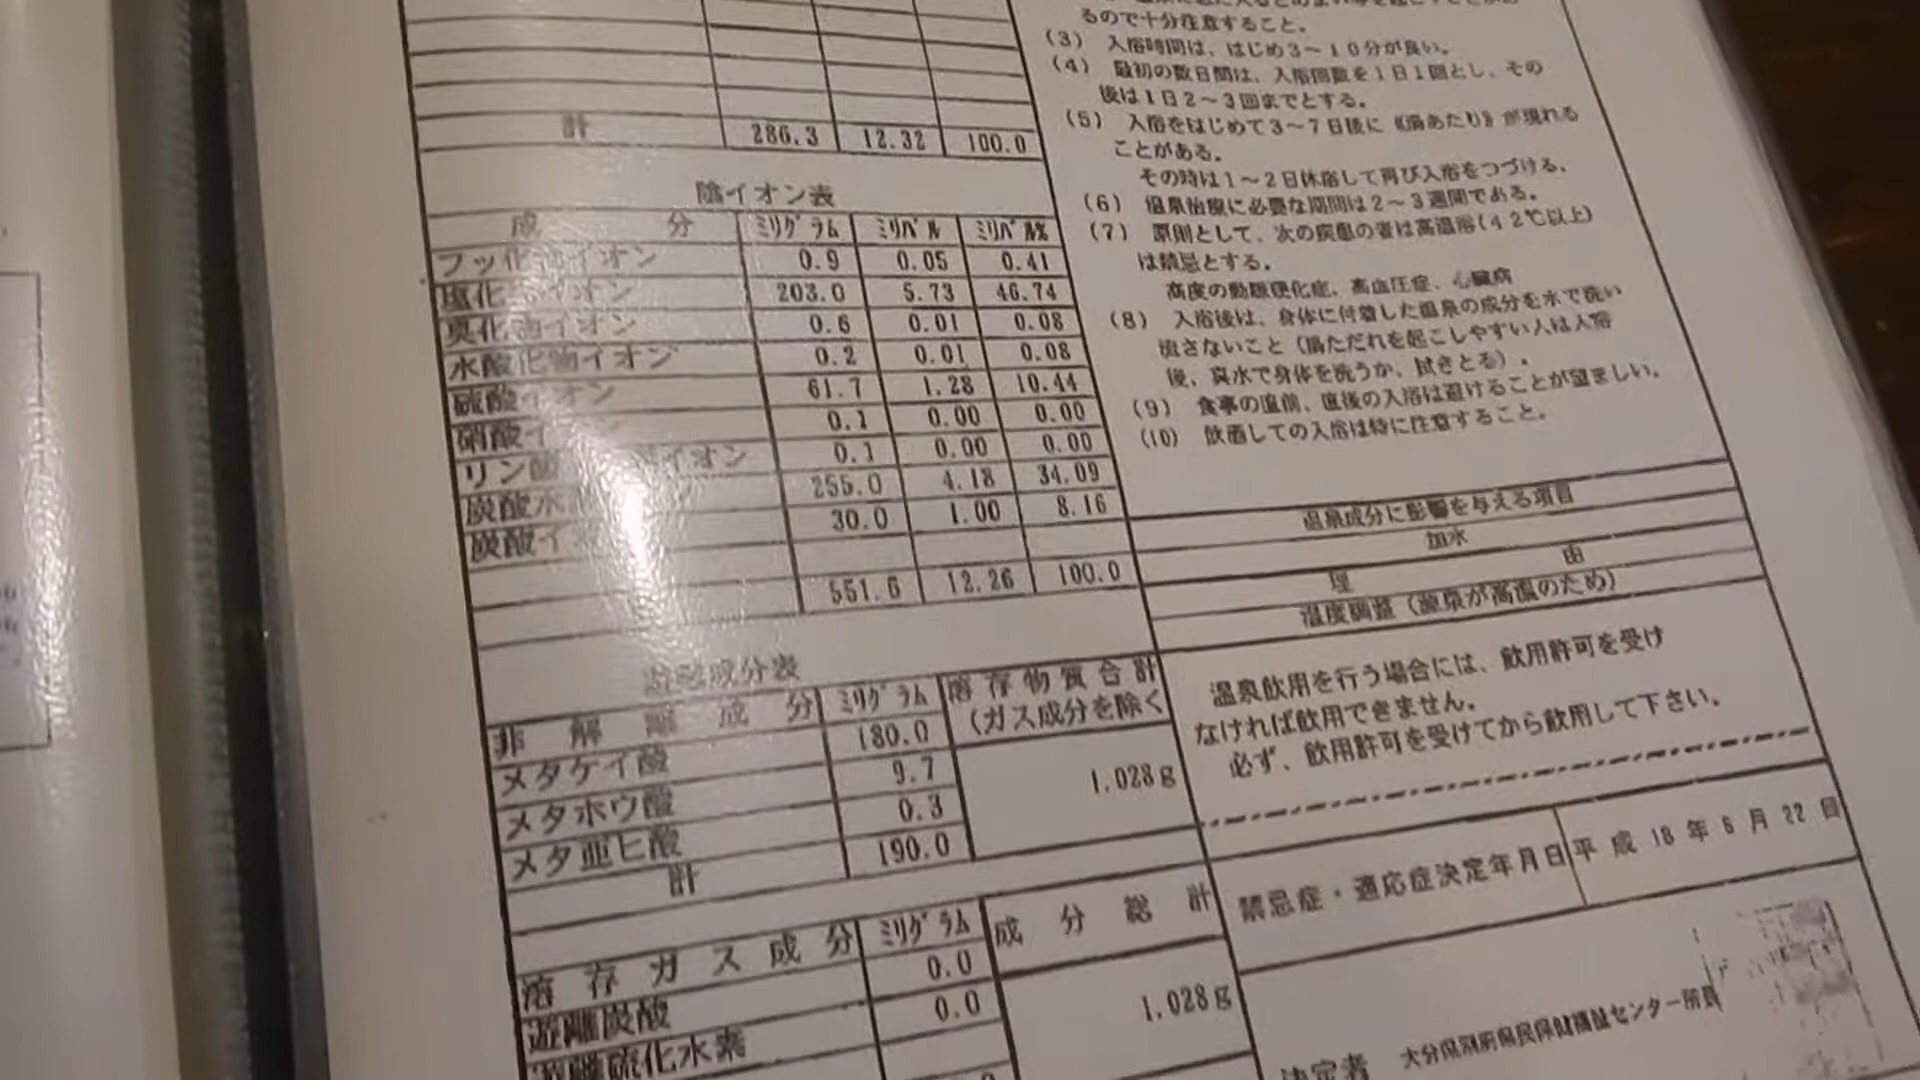 るので十分注意すること。
(3) 入浴時間は、はじめ3～10分が良い。
(4) 最初の数日間は、入浴回数を1日1回とし、その
後は1日2～3回までとする。
(5) 入浴をはじめて3～7日後に《湯あたり》が現れる
ことがある。
その時は1～2日休浴して再び入浴をつづける。
(6) 温泉治療に必要な期間は2～3週間である。
(7) 原則として、次の疾患の者は高温浴(42℃以上)
は禁忌とする。
高度の動脈硬化症、高血圧症、心臓病
(8) 入浴後は、身体に付着した温泉の成分を水で洗い
流さないこと(湯ただれを起こしやすい人は入浴
後、真水で身体を洗うか、拭きとる)。
(9) 食事の直前、直後の入浴は避けることが望ましい。
(10) 飲酒しての入浴は特に注意すること。
計 286.3 12.32 100.0
陰イオン表
成分 ミリグラム ミリバル ミリバル%
フッ化物イオン 0.9 0.05 0.41
塩化 イオン 203.0 5.73 46.74
臭化物イオン 0.6 0.01 0.08
水酸化物イオン 0.2 0.01 0.08
硫酸イオン 61.7 1.28 10.44
硝酸イ ン 0.1 0.00 0.00
リン酸 イオン 0.1 0.00 0.00
炭酸水 255.0 4.18 34.09
炭酸イ 30.0 1.00 8.16
551.6 12.26 100.0
温泉成分に影響を与える項目
加水
理由
温度調整(源泉が高温のため)
遊離成分表
非解離成分 ミリグラム 溶存物質合計
(ガス成分を除く
メタケイ酸 180.0
メタホウ酸 9.7
メタ亜ヒ酸 0.3
計 190.0
1.028g
温泉飲用を行う場合には、飲用許可を受け
なければ飲用できません。
必ず、飲用許可を受けてから飲用して下さい。
溶存ガス成分 ミリグラム 成分総計
遊離炭酸 0.0
遊離硫化水素 0.0
1.028g
禁忌症・適応症決定年月日 平成18年6月22日
決定者 大分県別府県民保健福祉センター所長